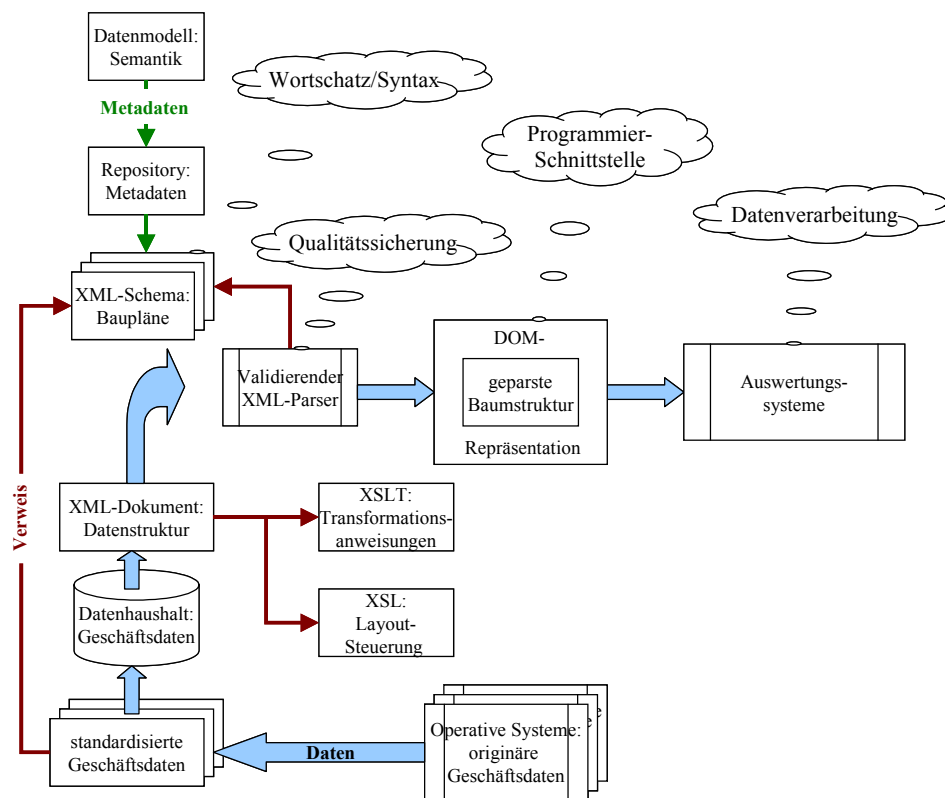 Datenmodell:
Semantik
Wortschatz/Syntax
Metadaten
Programmier-
Schnittstelle
Repository:
Metadaten
Datenverarbeitung
Qualitätssicherung
XML-Schema:
Baupläne
DOM-
Validierender
XML-Parser
geparste
Baumstruktur
Auswertungs-
systeme
Repräsentation
Verweis
XML-Dokument:
Datenstruktur
XSLT:
Transformations-
anweisungen
Datenhaushalt:
Geschäftsdaten
XSL:
Layout-
Steuerung
standardisierte
Geschäftsdaten
Daten
Operative Systeme:
originäre
Geschäftsdaten